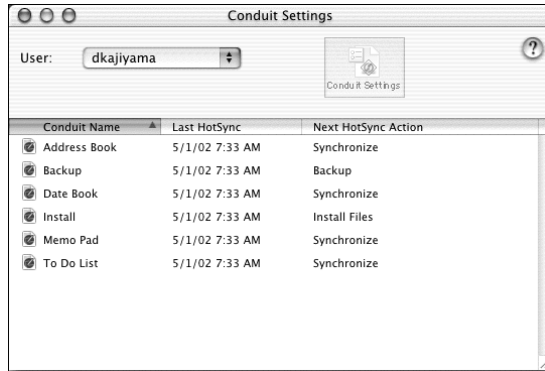 Conduit Settings
User: dkajiyama
?
Conduit Settings
Conduit Name Last HotSync Next HotSync Action
Address Book 5/1/02 7:33 AM Synchronize
Backup 5/1/02 7:33 AM Backup
Date Book 5/1/02 7:33 AM Synchronize
Install 5/1/02 7:33 AM Install Files
Memo Pad 5/1/02 7:33 AM Synchronize
To Do List 5/1/02 7:33 AM Synchronize